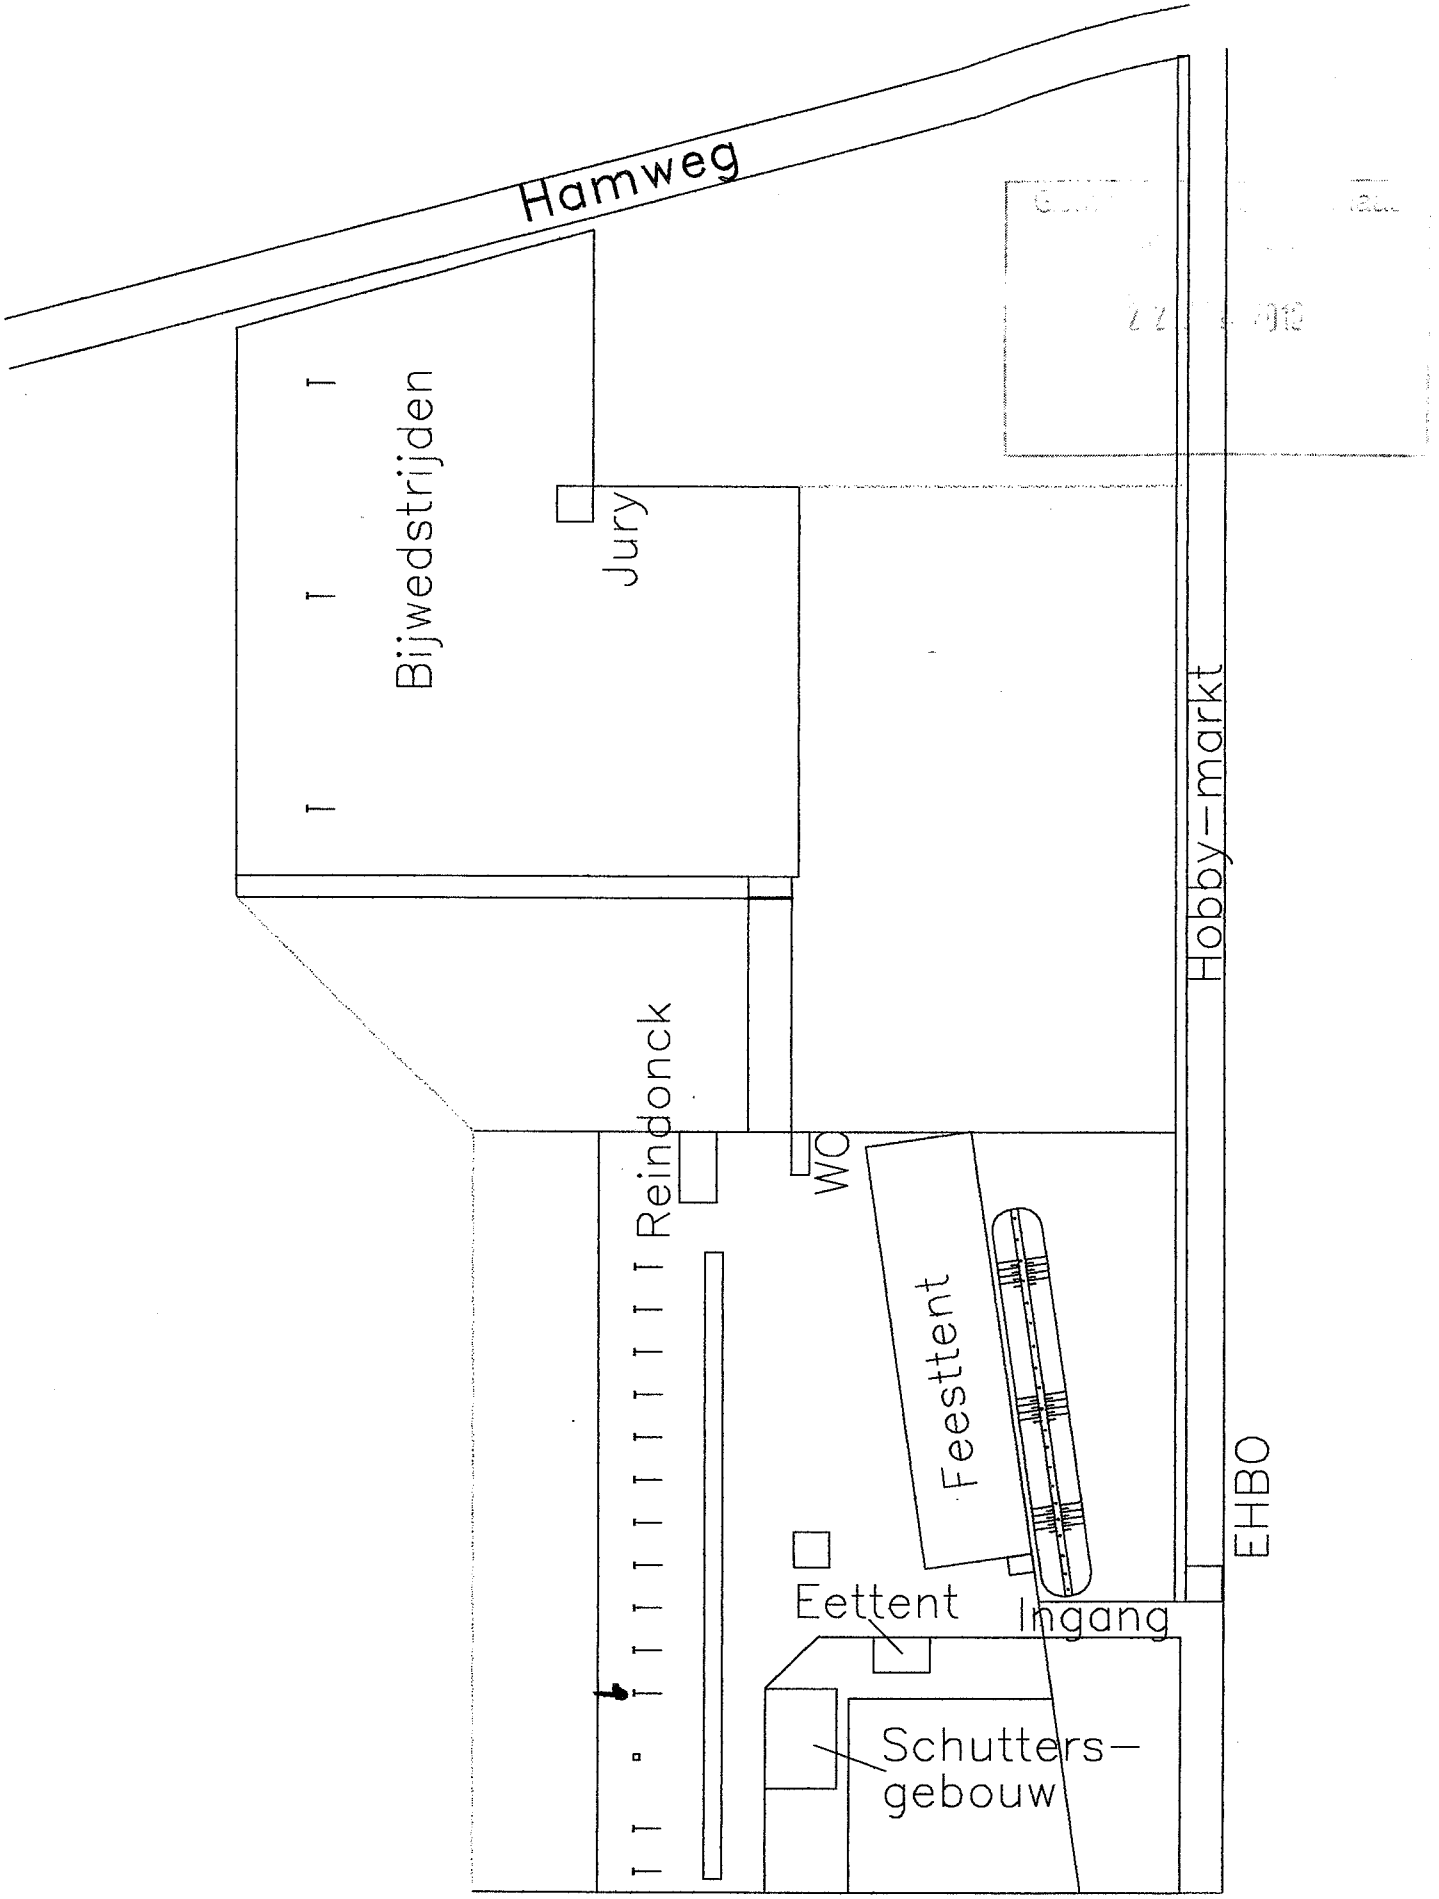 Hamweg
Bijwedstrijden
Jury
Hobby-markt
Reindonck
WC
Feesttent
EHBO
Eettent
Ingang
Schutters-
gebouw